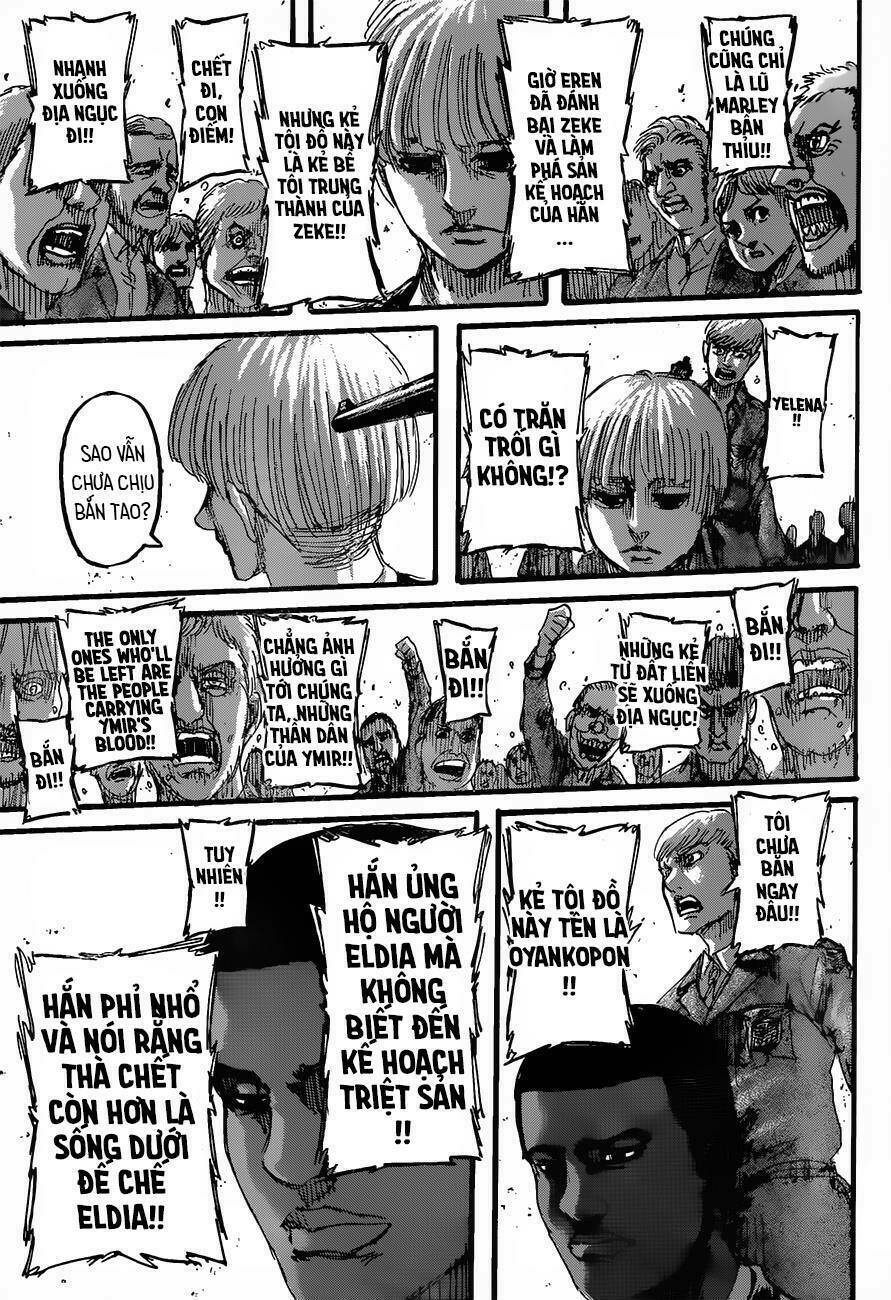 CHÚNG
CŨNG CHỈ
LÀ LŨ
MARLEY
BẨN
THỈU!!
GIỜ EREN
ĐÃ ĐÁNH
BẠI ZEKE
VÀ LÀM
PHÁ SẢN
KẾ HOẠCH
CỦA HẮN
...
NHƯNG KẺ
TỘI ĐỒ NÀY
LÀ KẺ BỀ
TÔI TRUNG
THÀNH CỦA
ZEKE!!
CHẾT
ĐI,
CON
ĐIẾM!
NHANH
XUỐNG
ĐỊA NGỤC
ĐI!!
YELENA
!!
CÓ TRĂN
TRỐI GÌ
KHÔNG!?
SAO VẪN
CHƯA CHỊU
BẮN TAO?
BẮN
ĐI!!
NHỮNG KẺ
TỪ ĐẤT LIỀN
SẼ XUỐNG
ĐỊA NGỤC!
BẮN
ĐI!!
CHẲNG ẢNH
HƯỞNG GÌ
TỚI CHÚNG
TA, NHỮNG
THẦN DÂN
CỦA YMIR!!
THE ONLY
ONES WHO'LL
BE LEFT ARE
THE PEOPLE
CARRYING
YMIR'S
BLOOD!!
BẮN
ĐI!!
TÔI
CHƯA
BẮN
NGAY
ĐÂU!!
KẺ TỘI ĐỒ
NÀY TÊN LÀ
OYANKOPON
!!
HẮN ỦNG
HỘ NGƯỜI
ELDIA MÀ
KHÔNG
BIẾT ĐẾN
KẾ HOẠCH
TRIỆT SẢN
!!
TUY
NHIÊN
!!
HẮN PHỈ NHỔ
VÀ NÓI RẰNG
THÀ CHẾT
CÒN HƠN LÀ
SỐNG DƯỚI
ĐẾ CHẾ
ELDIA!!